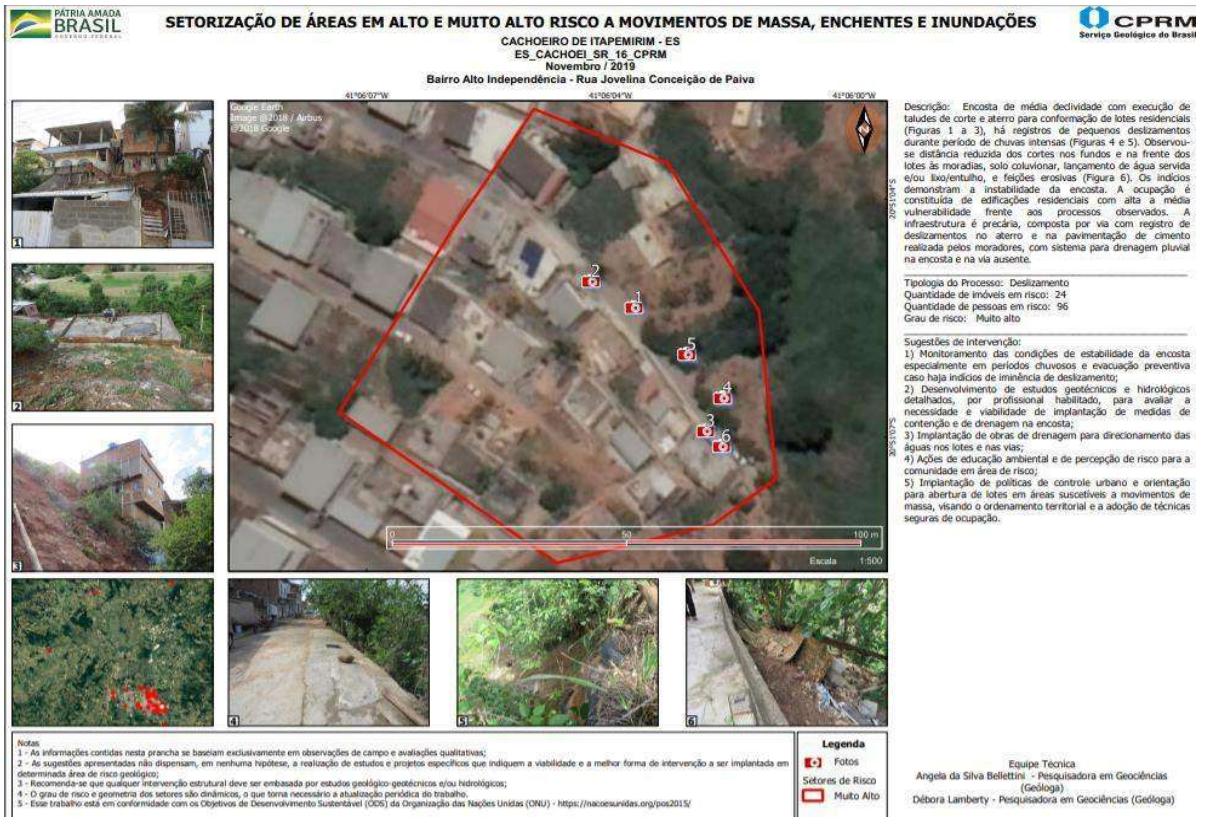 PÁTRIA AMADA
BRASIL
GOVERNO FEDERAL
SETORIZAÇÃO DE ÁREAS EM ALTO E MUITO ALTO RISCO A MOVIMENTOS DE MASSA, ENCHENTES E INUNDAÇÕES
CPRM
Serviço Geológico do Brasil
CACHOEIRO DE ITAPEMIRIM - ES
ES_CACHOEI_SR_16_CPRM
Novembro / 2019
Bairro Alto Independência - Rua Jovelina Conceição de Paiva
41°06'07"W
41°06'04"W
41°06'00"W
Google Earth
Image @2018 / Airbus
@2018 Google
20°51'04"S
20°51'07"S
2
1
5
4
3
6
0
50
100 m
Escala 1:500
1
2
3
4
5
6
Descrição: Encosta de média declividade com execução de
taludes de corte e aterro para conformação de lotes residenciais
(Figuras 1 a 3), há registros de pequenos deslizamentos
durante período de chuvas intensas (Figuras 4 e 5). Observou-
se distância reduzida dos cortes nos fundos e na frente dos
lotes às moradias, solo coluvionar, lançamento de água servida
e/ou lixo/entulho, e feições erosivas (Figura 6). Os indícios
demonstram a instabilidade da encosta. A ocupação é
constituída de edificações residenciais com alta a média
vulnerabilidade frente aos processos observados. A
infraestrutura é precária, composta por via com registro de
deslizamentos no aterro e na pavimentação de cimento
realizada pelos moradores, com sistema para drenagem pluvial
na encosta e na via ausente.
Tipologia do Processo: Deslizamento
Quantidade de imóveis em risco: 24
Quantidade de pessoas em risco: 96
Grau de risco: Muito alto
Sugestões de intervenção:
1) Monitoramento das condições de estabilidade da encosta
especialmente em períodos chuvosos e evacuação preventiva
caso haja indícios de iminência de deslizamento;
2) Desenvolvimento de estudos geotécnicos e hidrológicos
detalhados, por profissional habilitado, para avaliar a
necessidade e viabilidade de implantação de medidas de
contenção e de drenagem na encosta;
3) Implantação de obras de drenagem para direcionamento das
águas nos lotes e nas vias;
4) Ações de educação ambiental e de percepção de risco para a
comunidade em área de risco;
5) Implantação de políticas de controle urbano e orientação
para abertura de lotes em áreas suscetíveis a movimentos de
massa, visando o ordenamento territorial e a adoção de técnicas
seguras de ocupação.
Notas
1 - As informações contidas nesta prancha se baseiam exclusivamente em observações de campo e avaliações qualitativas;
2 - As sugestões apresentadas não dispensam, em nenhuma hipótese, a realização de estudos e projetos específicos que indiquem a viabilidade e a melhor forma de intervenção a ser implantada em
determinada área de risco geológico;
3 - Recomenda-se que qualquer intervenção estrutural deve ser embasada por estudos geológico-geotécnicos e/ou hidrológicos;
4 - O grau de risco e geometria dos setores são dinâmicos, o que torna necessário a atualização periódica do trabalho.
5 - Esse trabalho está em conformidade com os Objetivos de Desenvolvimento Sustentável (ODS) da Organização das Nações Unidas (ONU) - https://nacoesunidas.org/pos2015/
Legenda
Fotos
Setores de Risco
Muito Alto
Equipe Técnica
Angela da Silva Bellettini - Pesquisadora em Geociências
(Geóloga)
Débora Lamberty - Pesquisadora em Geociências (Geóloga)